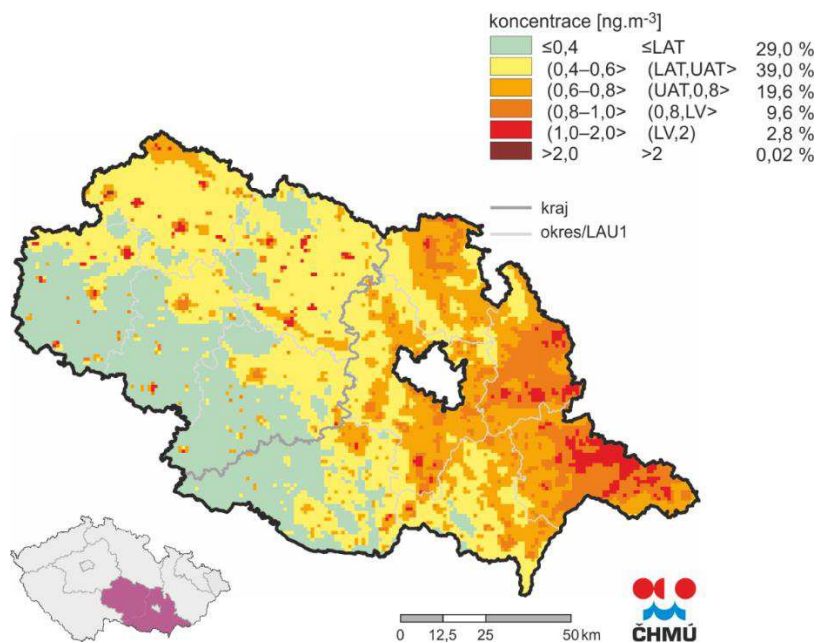 koncentrace [ng.m-3]
≤0,4 ≤LAT 29,0 %
(0,4–0,6> (LAT,UAT> 39,0 %
(0,6–0,8> (UAT,0,8> 19,6 %
(0,8–1,0> (0,8,LV> 9,6 %
(1,0–2,0> (LV,2) 2,8 %
>2,0 >2 0,02 %
kraj
okres/LAU1
0 12,5 25 50 km
ČHMÚ